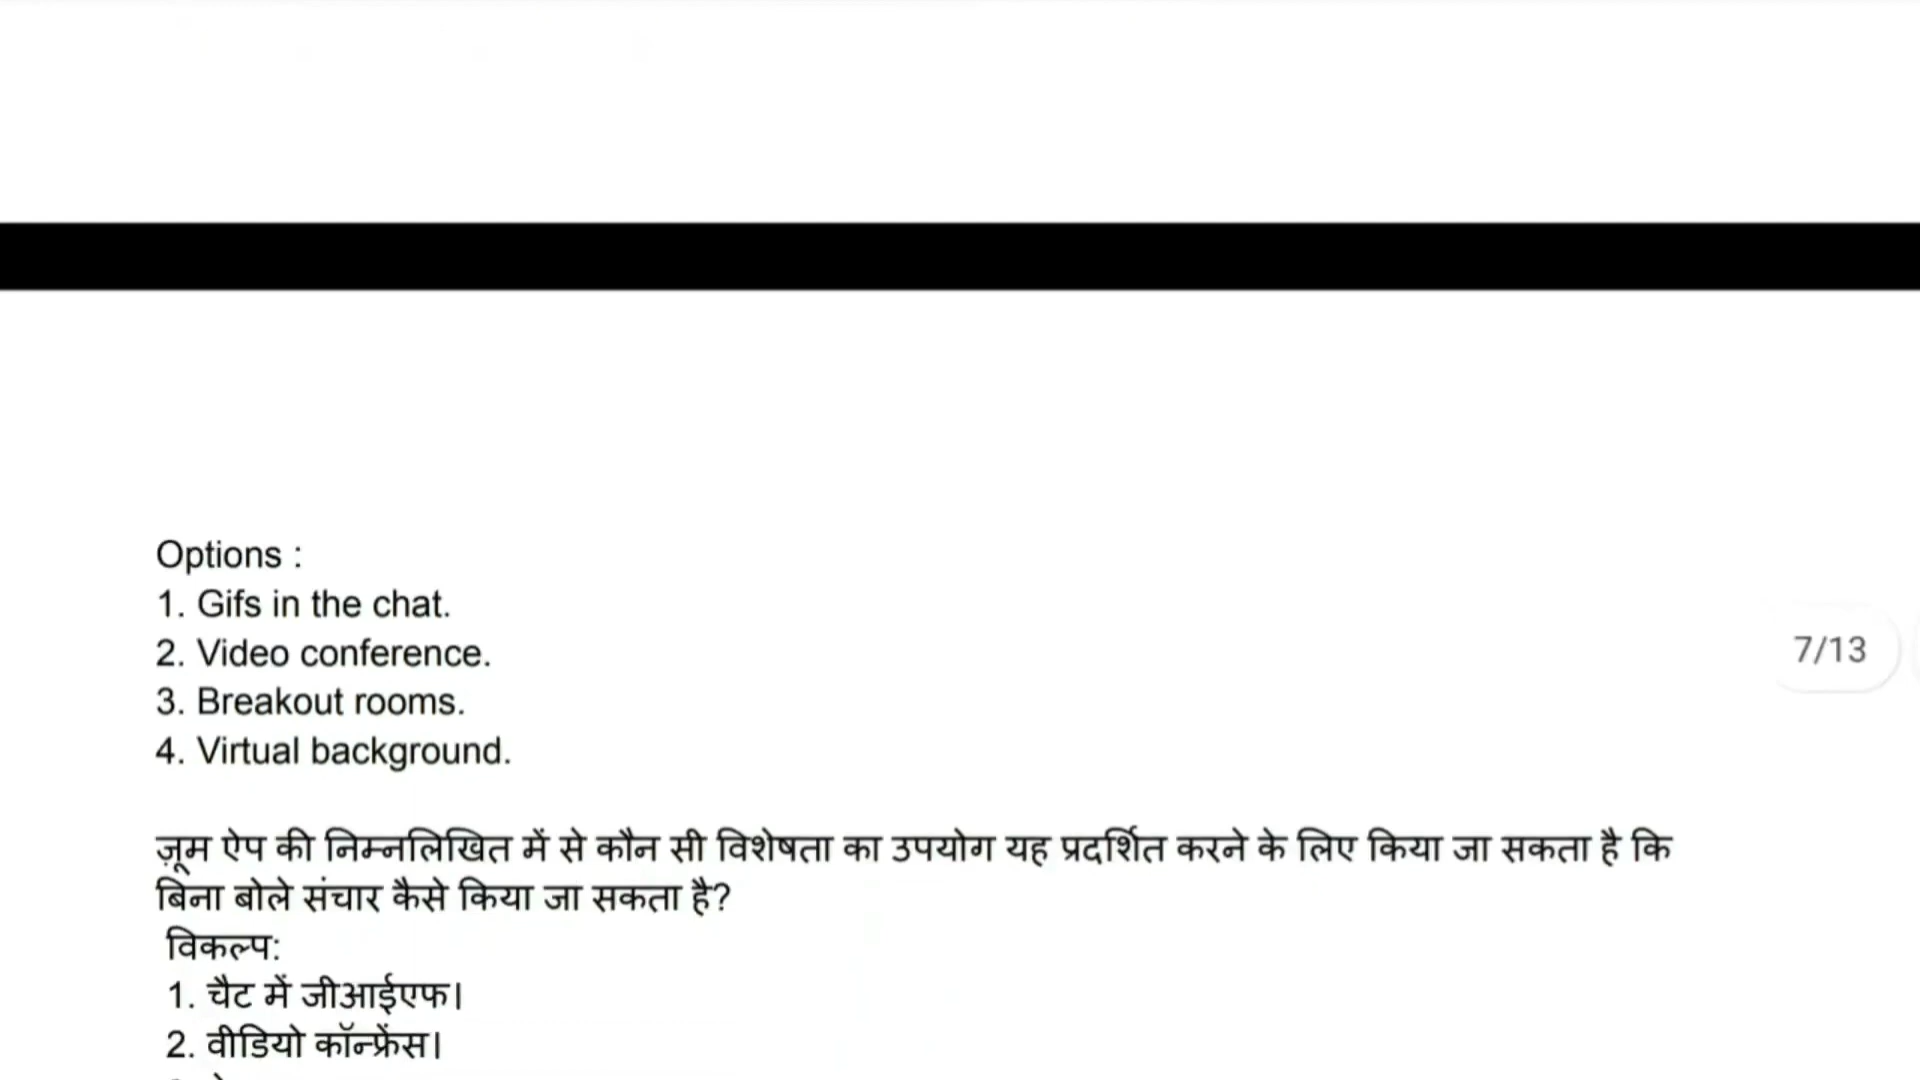 Options :
1. Gifs in the chat.
2. Video conference.
3. Breakout rooms.
4. Virtual background.
7/13
ज़ूम ऐप की निम्नलिखित में से कौन सी विशेषता का उपयोग यह प्रदर्शित करने के लिए किया जा सकता है कि
बिना बोले संचार कैसे किया जा सकता है?
विकल्प:
1. चैट में जीआईएफ।
2. वीडियो कॉन्फ्रेंस।